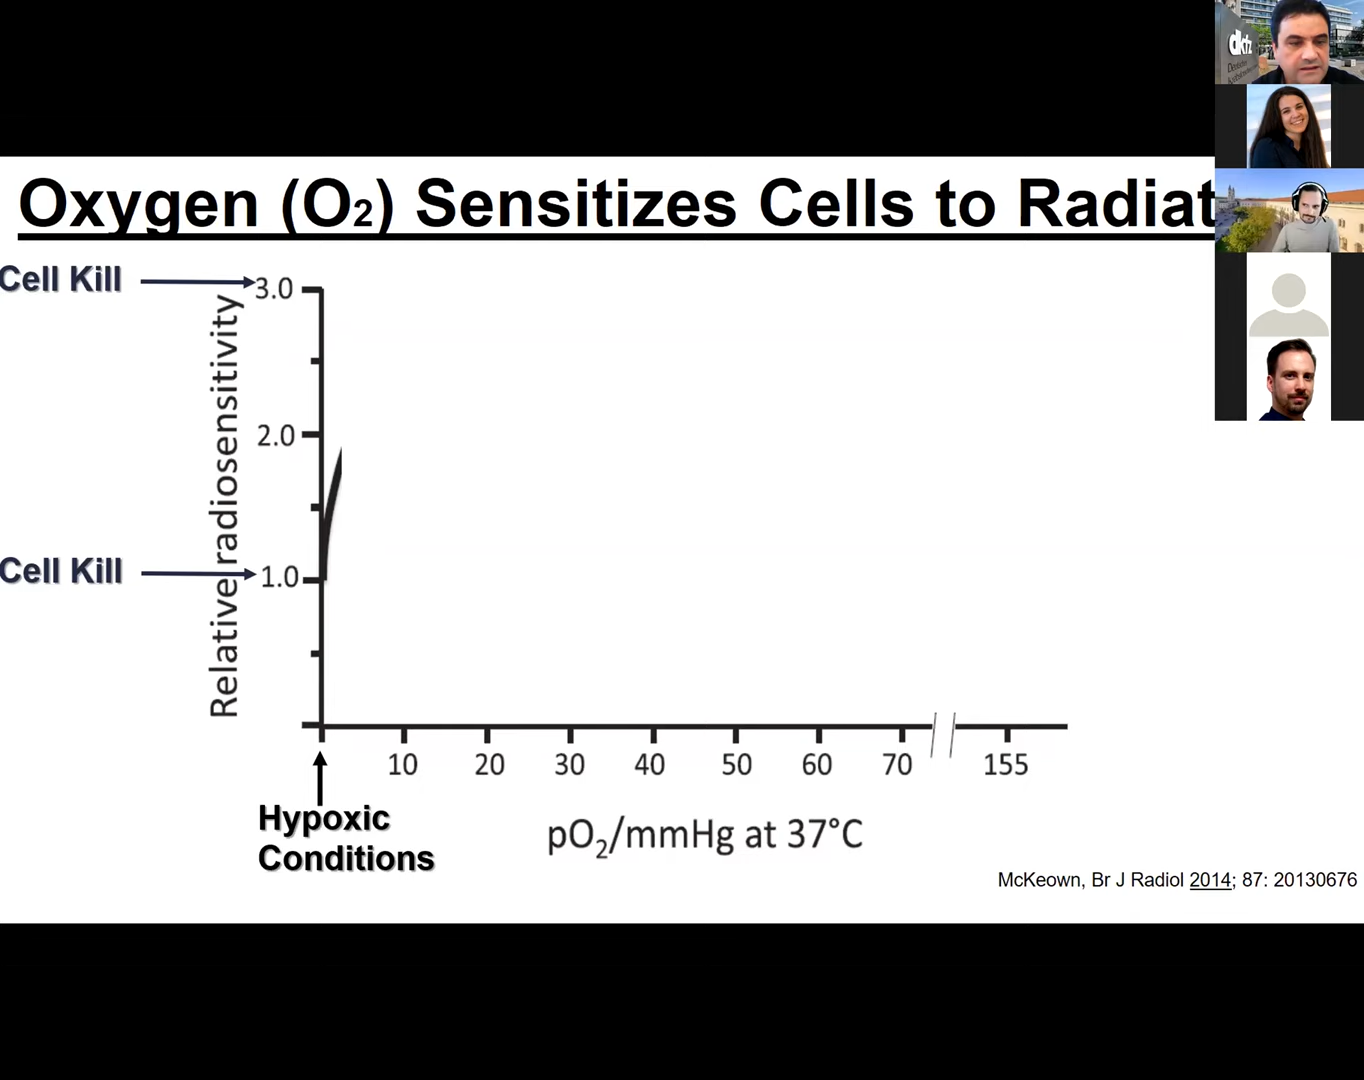 dkfz
Oxygen (O₂) Sensitizes Cells to Radiat
Cell Kill
3.0
Relative radiosensitivity
2.0
Cell Kill
1.0
10 20 30 40 50 60 70 155
Hypoxic
Conditions
pO₂/mmHg at 37°C
McKeown, Br J Radiol 2014; 87: 20130676